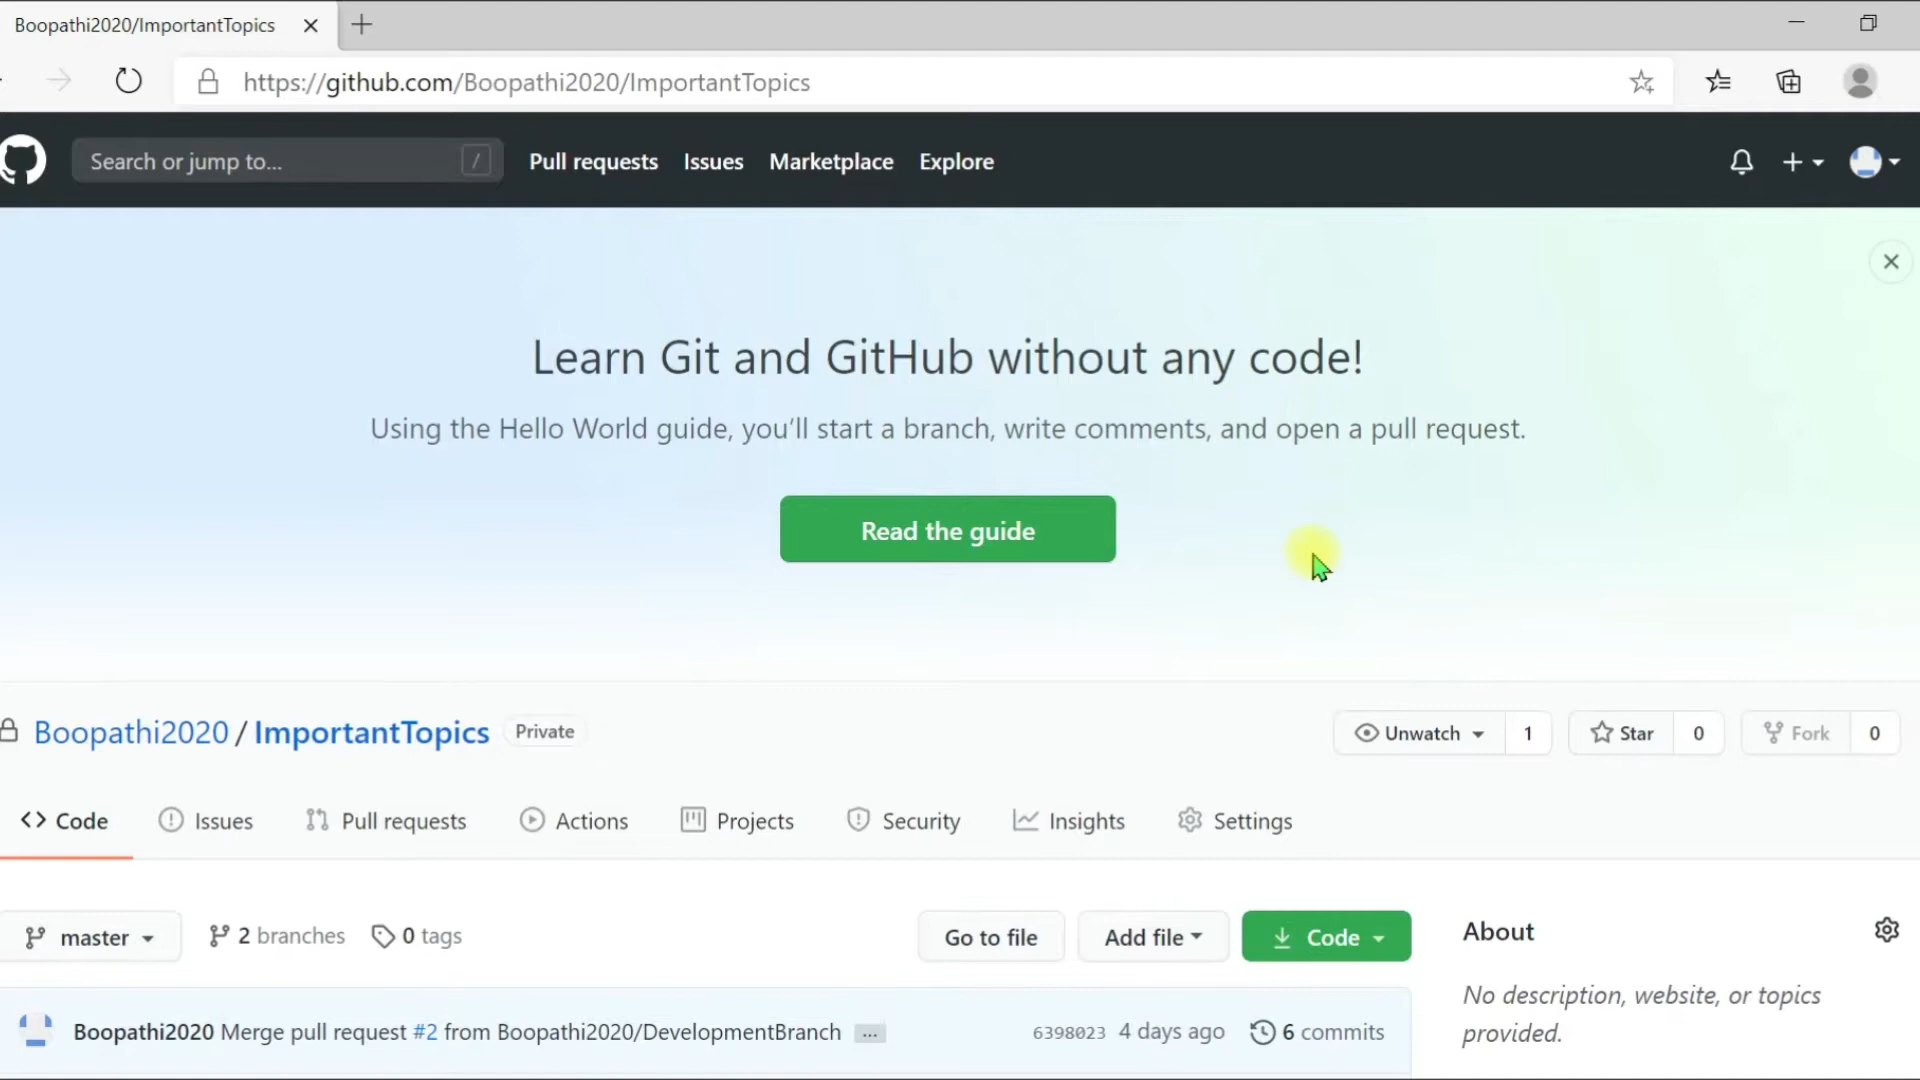 Boopathi2020/ImportantTopics
https://github.com/Boopathi2020/ImportantTopics
Search or jump to... / Pull requests Issues Marketplace Explore
Learn Git and GitHub without any code!
Using the Hello World guide, you’ll start a branch, write comments, and open a pull request.
Read the guide
Boopathi2020 / ImportantTopics Private Unwatch 1 Star 0 Fork 0
Code Issues Pull requests Actions Projects Security Insights Settings
master 2 branches 0 tags Go to file Add file Code About
No description, website, or topics
provided.
Boopathi2020 Merge pull request #2 from Boopathi2020/DevelopmentBranch ... 6398023 4 days ago 6 commits